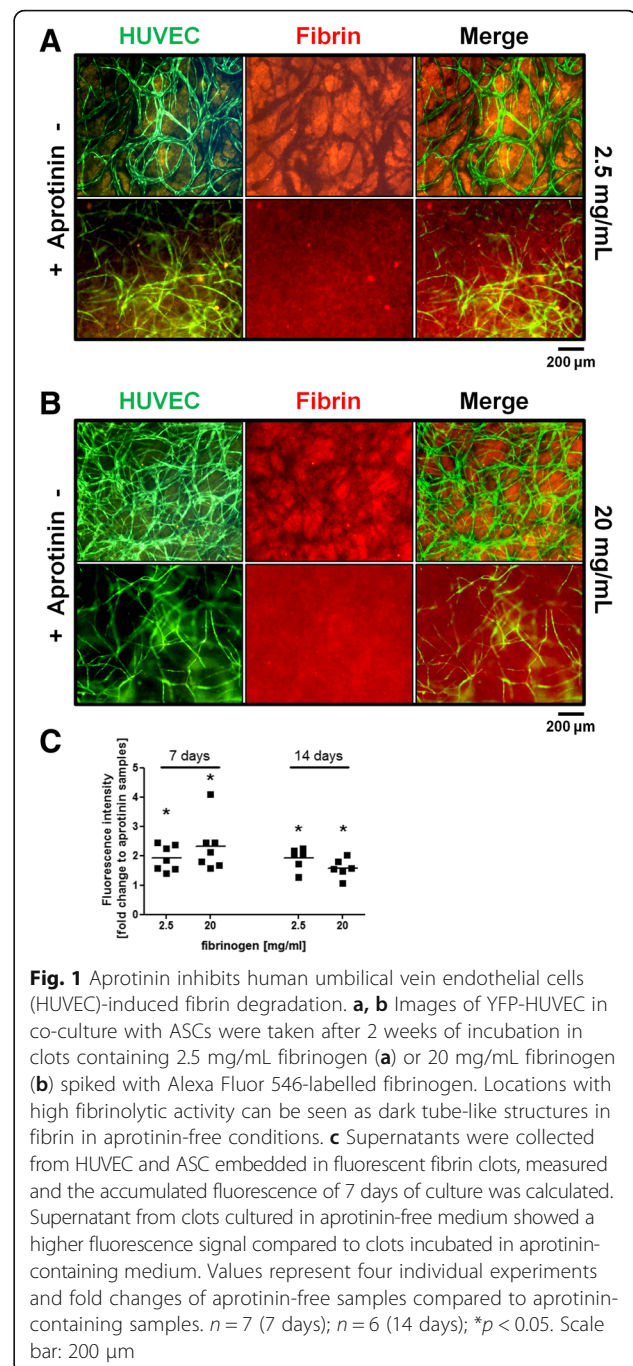 A
HUVEC Fibrin Merge
+ Aprotinin -
2.5 mg/mL
200 µm
B
HUVEC Fibrin Merge
+ Aprotinin -
20 mg/mL
200 µm
C
7 days 14 days
Fluorescence intensity
[fold change to aprotinin samples]
5
4
3
2
1
0
* * * *
2.5 20 2.5 20
fibrinogen [mg/ml]
Fig. 1 Aprotinin inhibits human umbilical vein endothelial cells
(HUVEC)-induced fibrin degradation. a, b Images of YFP-HUVEC in
co-culture with ASCs were taken after 2 weeks of incubation in
clots containing 2.5 mg/mL fibrinogen (a) or 20 mg/mL fibrinogen
(b) spiked with Alexa Fluor 546-labelled fibrinogen. Locations with
high fibrinolytic activity can be seen as dark tube-like structures in
fibrin in aprotinin-free conditions. c Supernatants were collected
from HUVEC and ASC embedded in fluorescent fibrin clots, measured
and the accumulated fluorescence of 7 days of culture was calculated.
Supernatant from clots cultured in aprotinin-free medium showed a
higher fluorescence signal compared to clots incubated in aprotinin-
containing medium. Values represent four individual experiments
and fold changes of aprotinin-free samples compared to aprotinin-
containing samples. n = 7 (7 days); n = 6 (14 days); *p < 0.05. Scale
bar: 200 µm